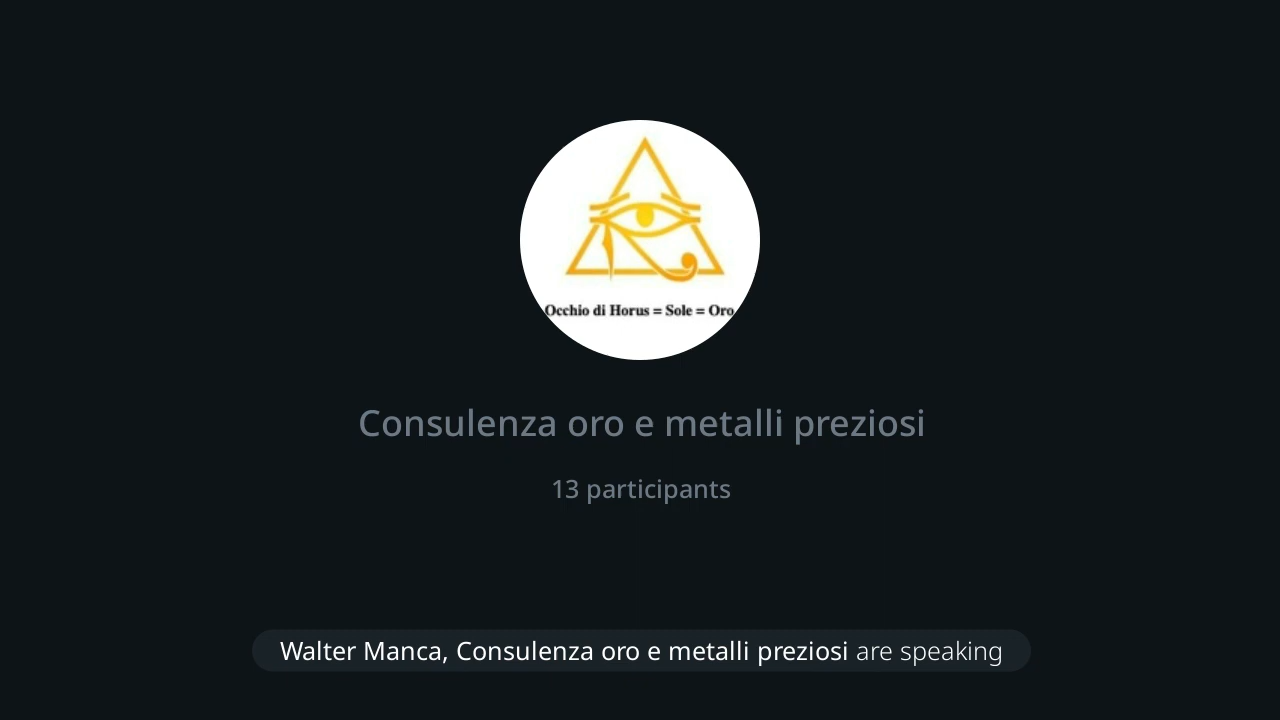 Occhio di Horus = Sole = Oro
Consulenza oro e metalli preziosi
13 participants
Walter Manca, Consulenza oro e metalli preziosi are speaking